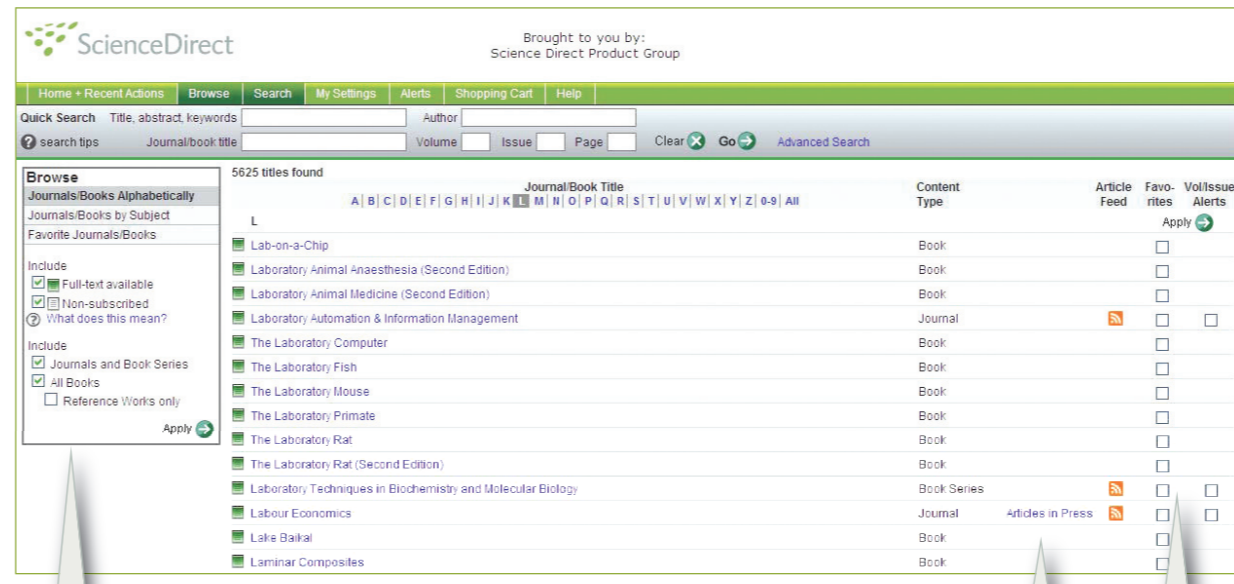 ScienceDirect
Brought to you by:
Science Direct Product Group
Home + Recent Actions Browse Search My Settings Alerts Shopping Cart Help
Quick Search Title, abstract, keywords Author
? search tips Journal/book title Volume Issue Page Clear Go Advanced Search
Browse
Journals/Books Alphabetically
Journals/Books by Subject
Favorite Journals/Books
Include
Full-text available
Non-subscribed
? What does this mean?
Include
Journals and Book Series
All Books
Reference Works only
Apply
5625 titles found
Journal/Book Title Content Type Article Feed Favo-rites Vol/Issue Alerts
A | B | C | D | E | F | G | H | I | J | K | L | M | N | O | P | Q | R | S | T | U | V | W | X | Y | Z | 0-9 | All
L Apply
Lab-on-a-Chip Book
Laboratory Animal Anaesthesia (Second Edition) Book
Laboratory Animal Medicine (Second Edition) Book
Laboratory Automation & Information Management Journal
The Laboratory Computer Book
The Laboratory Fish Book
The Laboratory Mouse Book
The Laboratory Primate Book
The Laboratory Rat Book
The Laboratory Rat (Second Edition) Book
Laboratory Techniques in Biochemistry and Molecular Biology Book Series
Labour Economics Journal Articles in Press
Lake Baikal Book
Laminar Composites Book